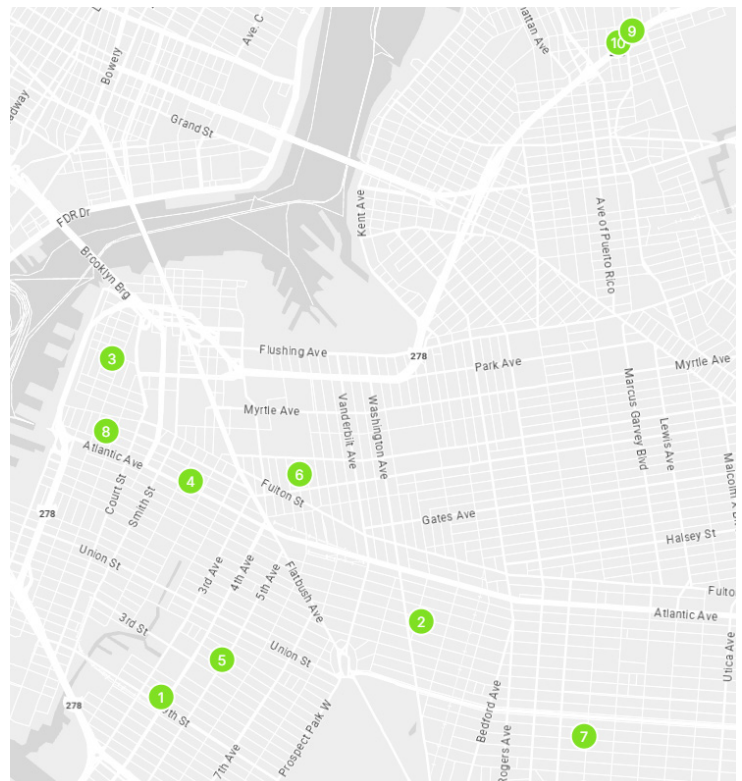 Ave. C
Bowery
Grand St
FDR Dr
Brooklyn Brg
Kent Ave
Ave of Puerto Rico
9
10
3
Flushing Ave
278
Park Ave
Myrtle Ave
Myrtle Ave
Vanderbilt Ave
Washington Ave
Marcus Garvey Blvd
Lewis Ave
8
Atlantic Ave
Court St
Smith St
4
6
Fulton St
Gates Ave
Halsey St
278
Union St
3rd Ave
4th Ave
5th Ave
Flatbush Ave
3rd St
2
Atlantic Ave
Utica Ave
5
Union St
1
278
7th Ave
Prospect Park W
Bedford Ave
Rogers Ave
7